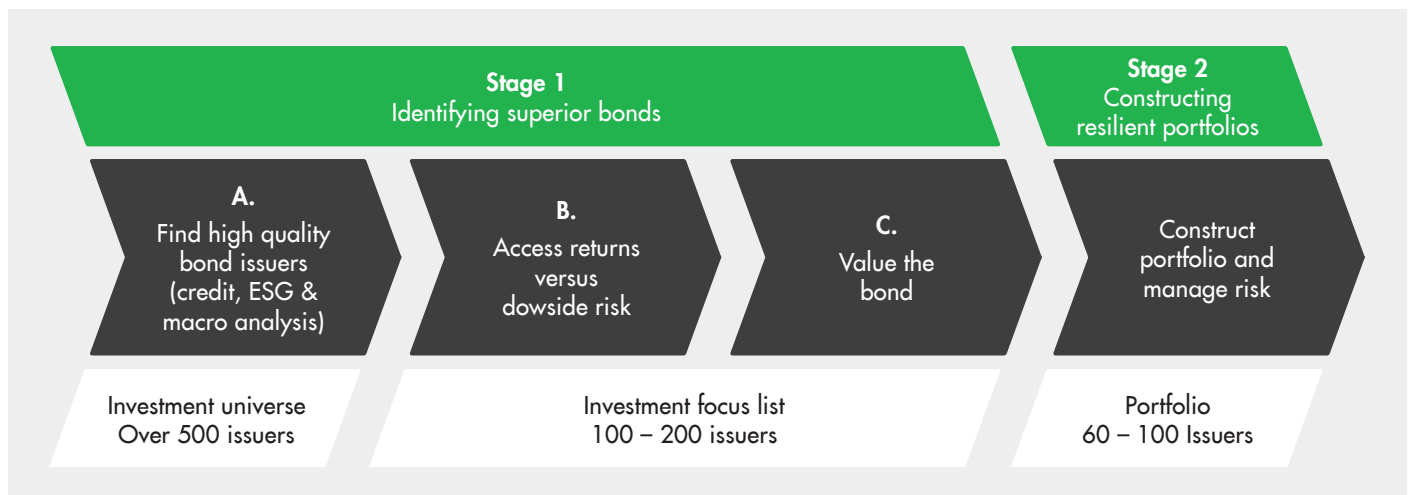 Stage 1
Identifying superior bonds
Stage 2
Constructing
resilient portfolios
A.
Find high quality
bond issuers
(credit, ESG &
macro analysis)
B.
Access returns
versus
dowside risk
C.
Value the
bond
Construct
portfolio and
manage risk
Investment universe
Over 500 issuers
Investment focus list
100 – 200 issuers
Portfolio
60 – 100 Issuers